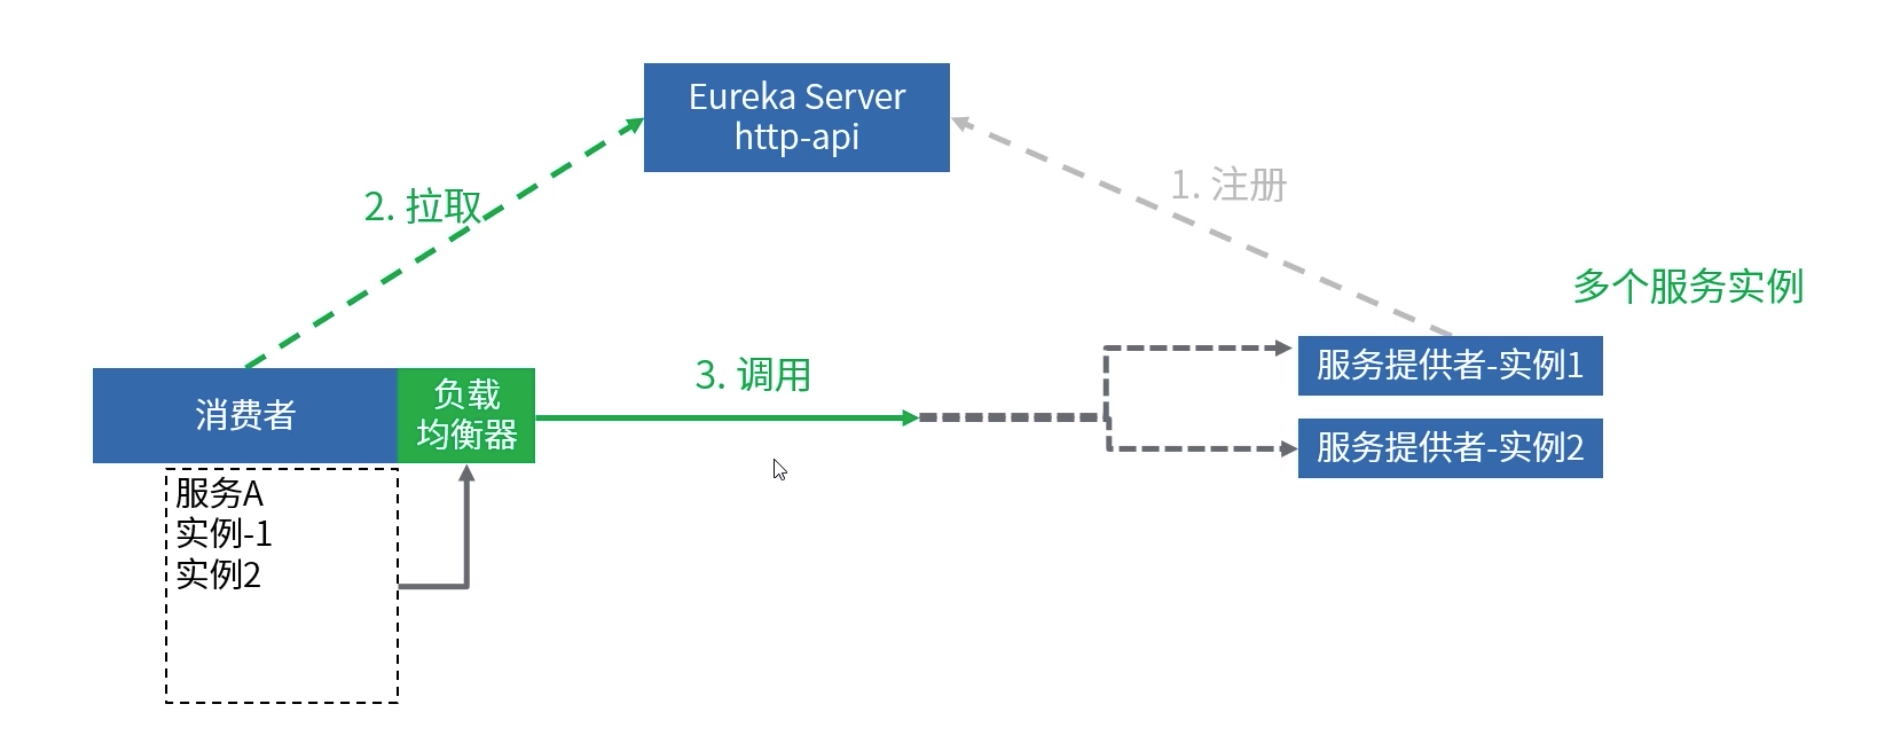 Eureka Server
http-api
1. 注册
2. 拉取
多个服务实例
服务提供者-实例1
3. 调用
消费者
负载
均衡器
服务提供者-实例2
服务A
实例-1
实例2